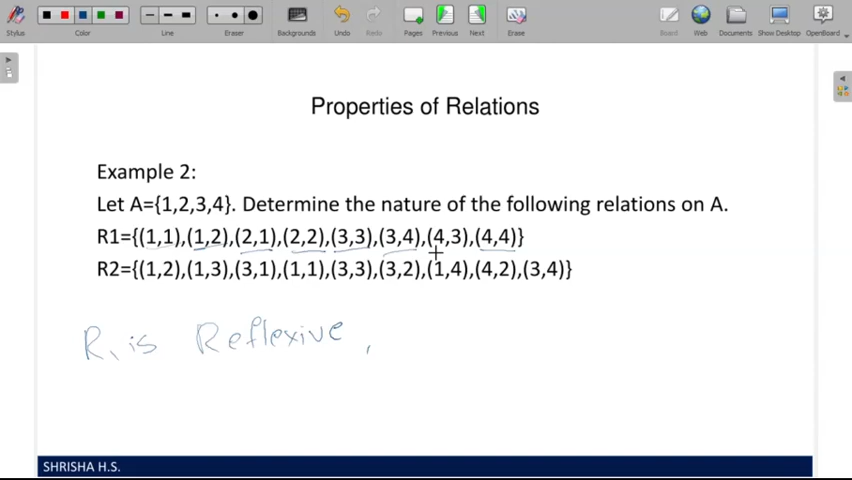 Stylus Color Line Eraser Backgrounds Undo Redo Pages Previous Next Erase Board Web Documents Show Desktop OpenBoard
Properties of Relations
Example 2:
Let A={1,2,3,4}. Determine the nature of the following relations on A.
R1={(1,1),(1,2),(2,1),(2,2),(3,3),(3,4),(4,3),(4,4)}
R2={(1,2),(1,3),(3,1),(1,1),(3,3),(3,2),(1,4),(4,2),(3,4)}
R₁ is Reflexive,
SHRISHA H.S.